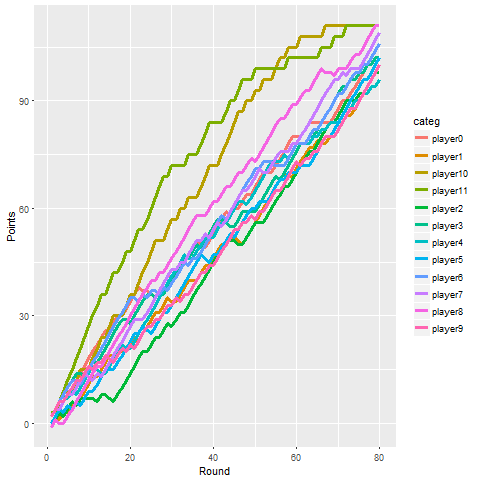 90
60
30
0
Points
0
20
40
60
80
Round
categ
player0
player1
player10
player11
player2
player3
player4
player5
player6
player7
player8
player9